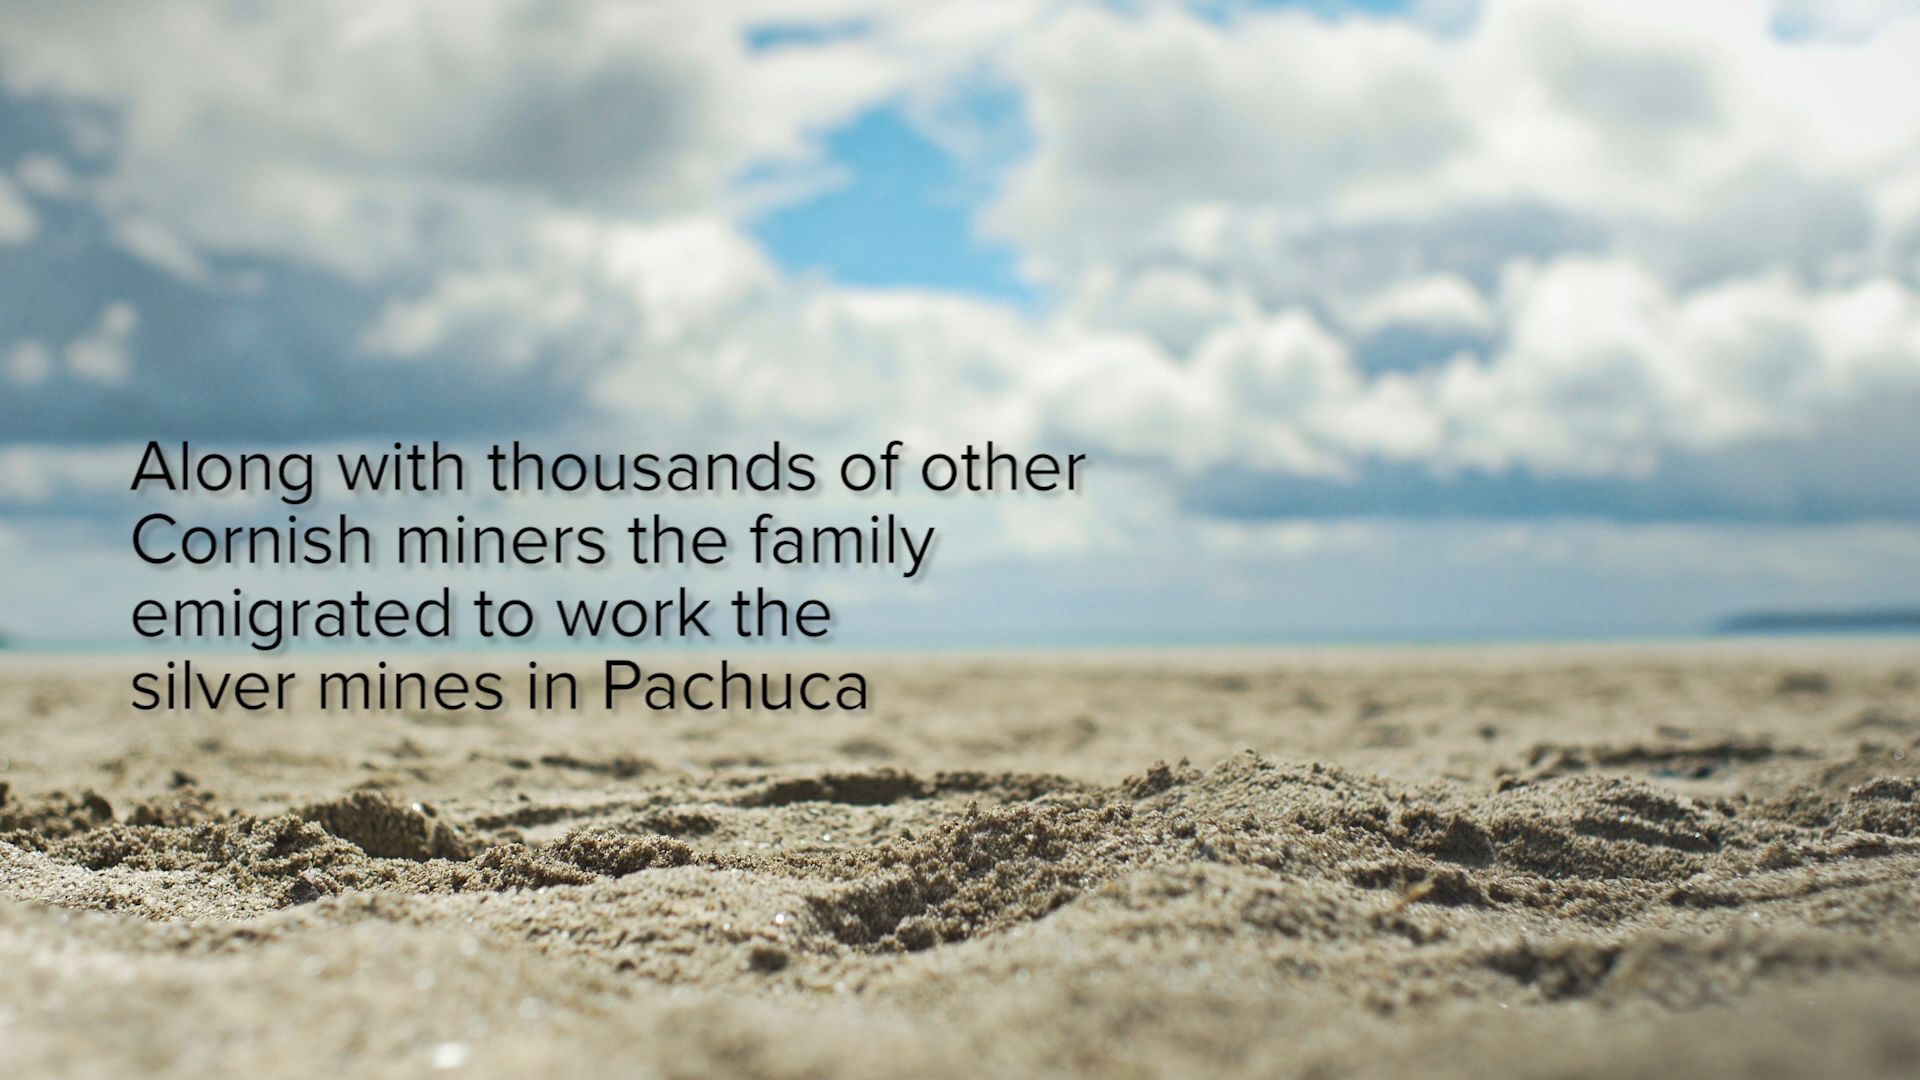 Along with thousands of other
Cornish miners the family
emigrated to work the
silver mines in Pachuca